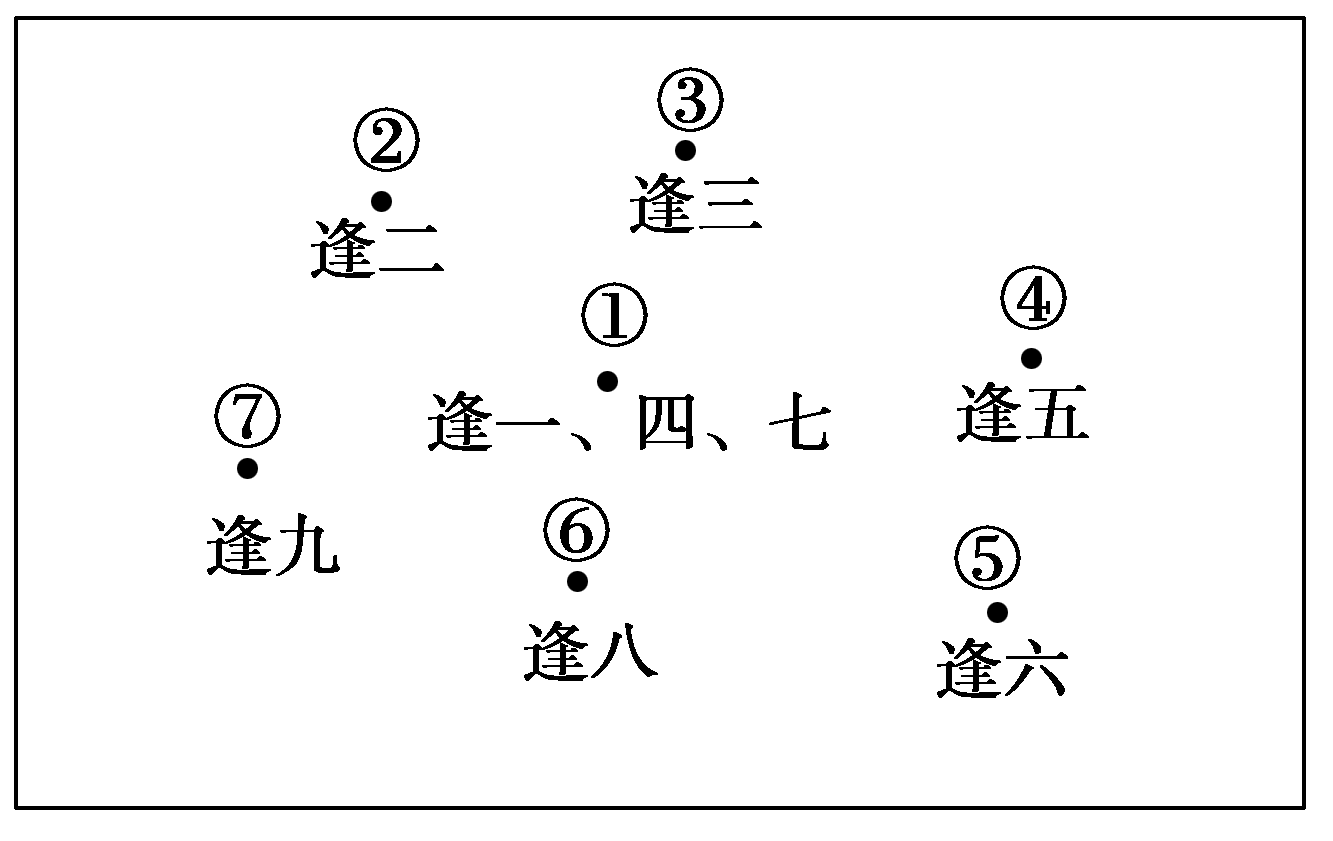 ③
②
逢三
逢二
④
①
⑦
逢五
逢一、四、七
⑥
⑤
逢九
逢八
逢六